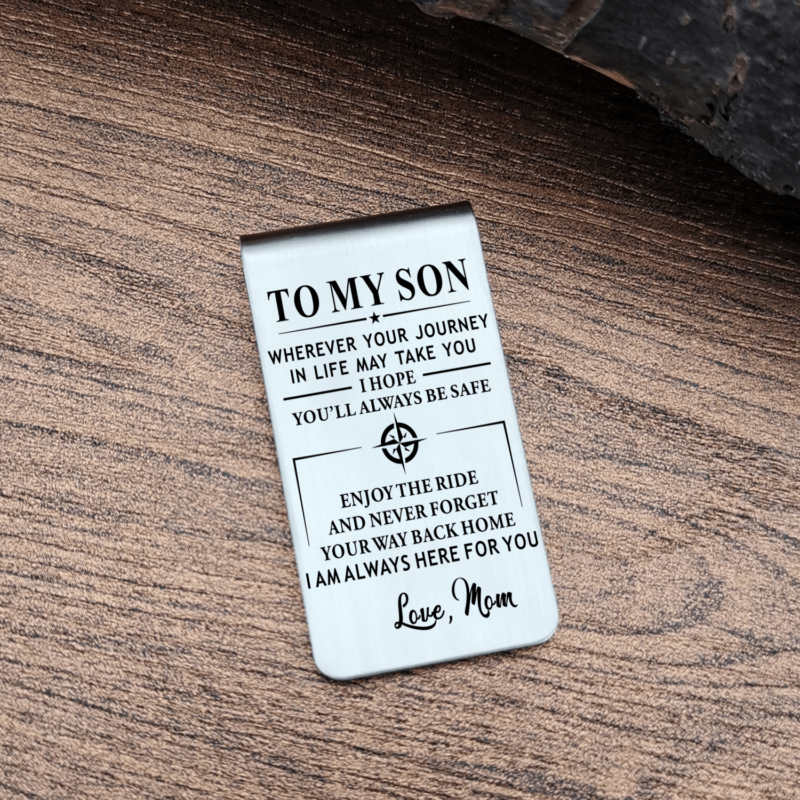 TO MY SON
WHEREVER YOUR JOURNEY
IN LIFE MAY TAKE YOU
I HOPE
YOU'LL ALWAYS BE SAFE
ENJOY THE RIDE
AND NEVER FORGET
YOUR WAY BACK HOME
I AM ALWAYS HERE FOR YOU
Love, Mom